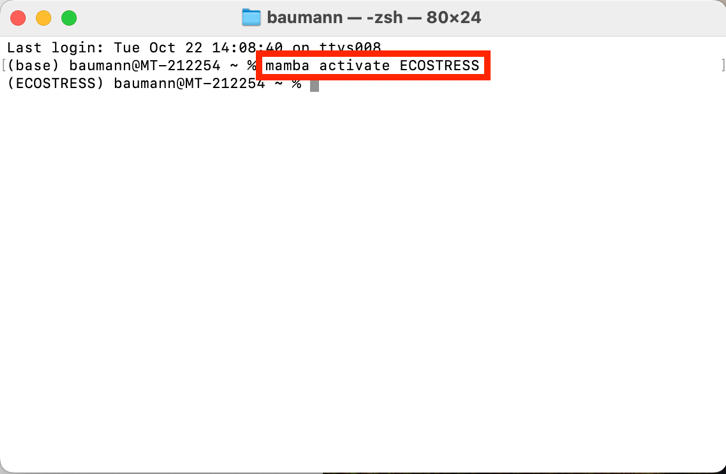 baumann — -zsh — 80×24
Last login: Tue Oct 22 14:08:40 on ttys008
[(base) baumann@MT-212254 ~ % mamba activate ECOSTRESS ]
(ECOSTRESS) baumann@MT-212254 ~ %